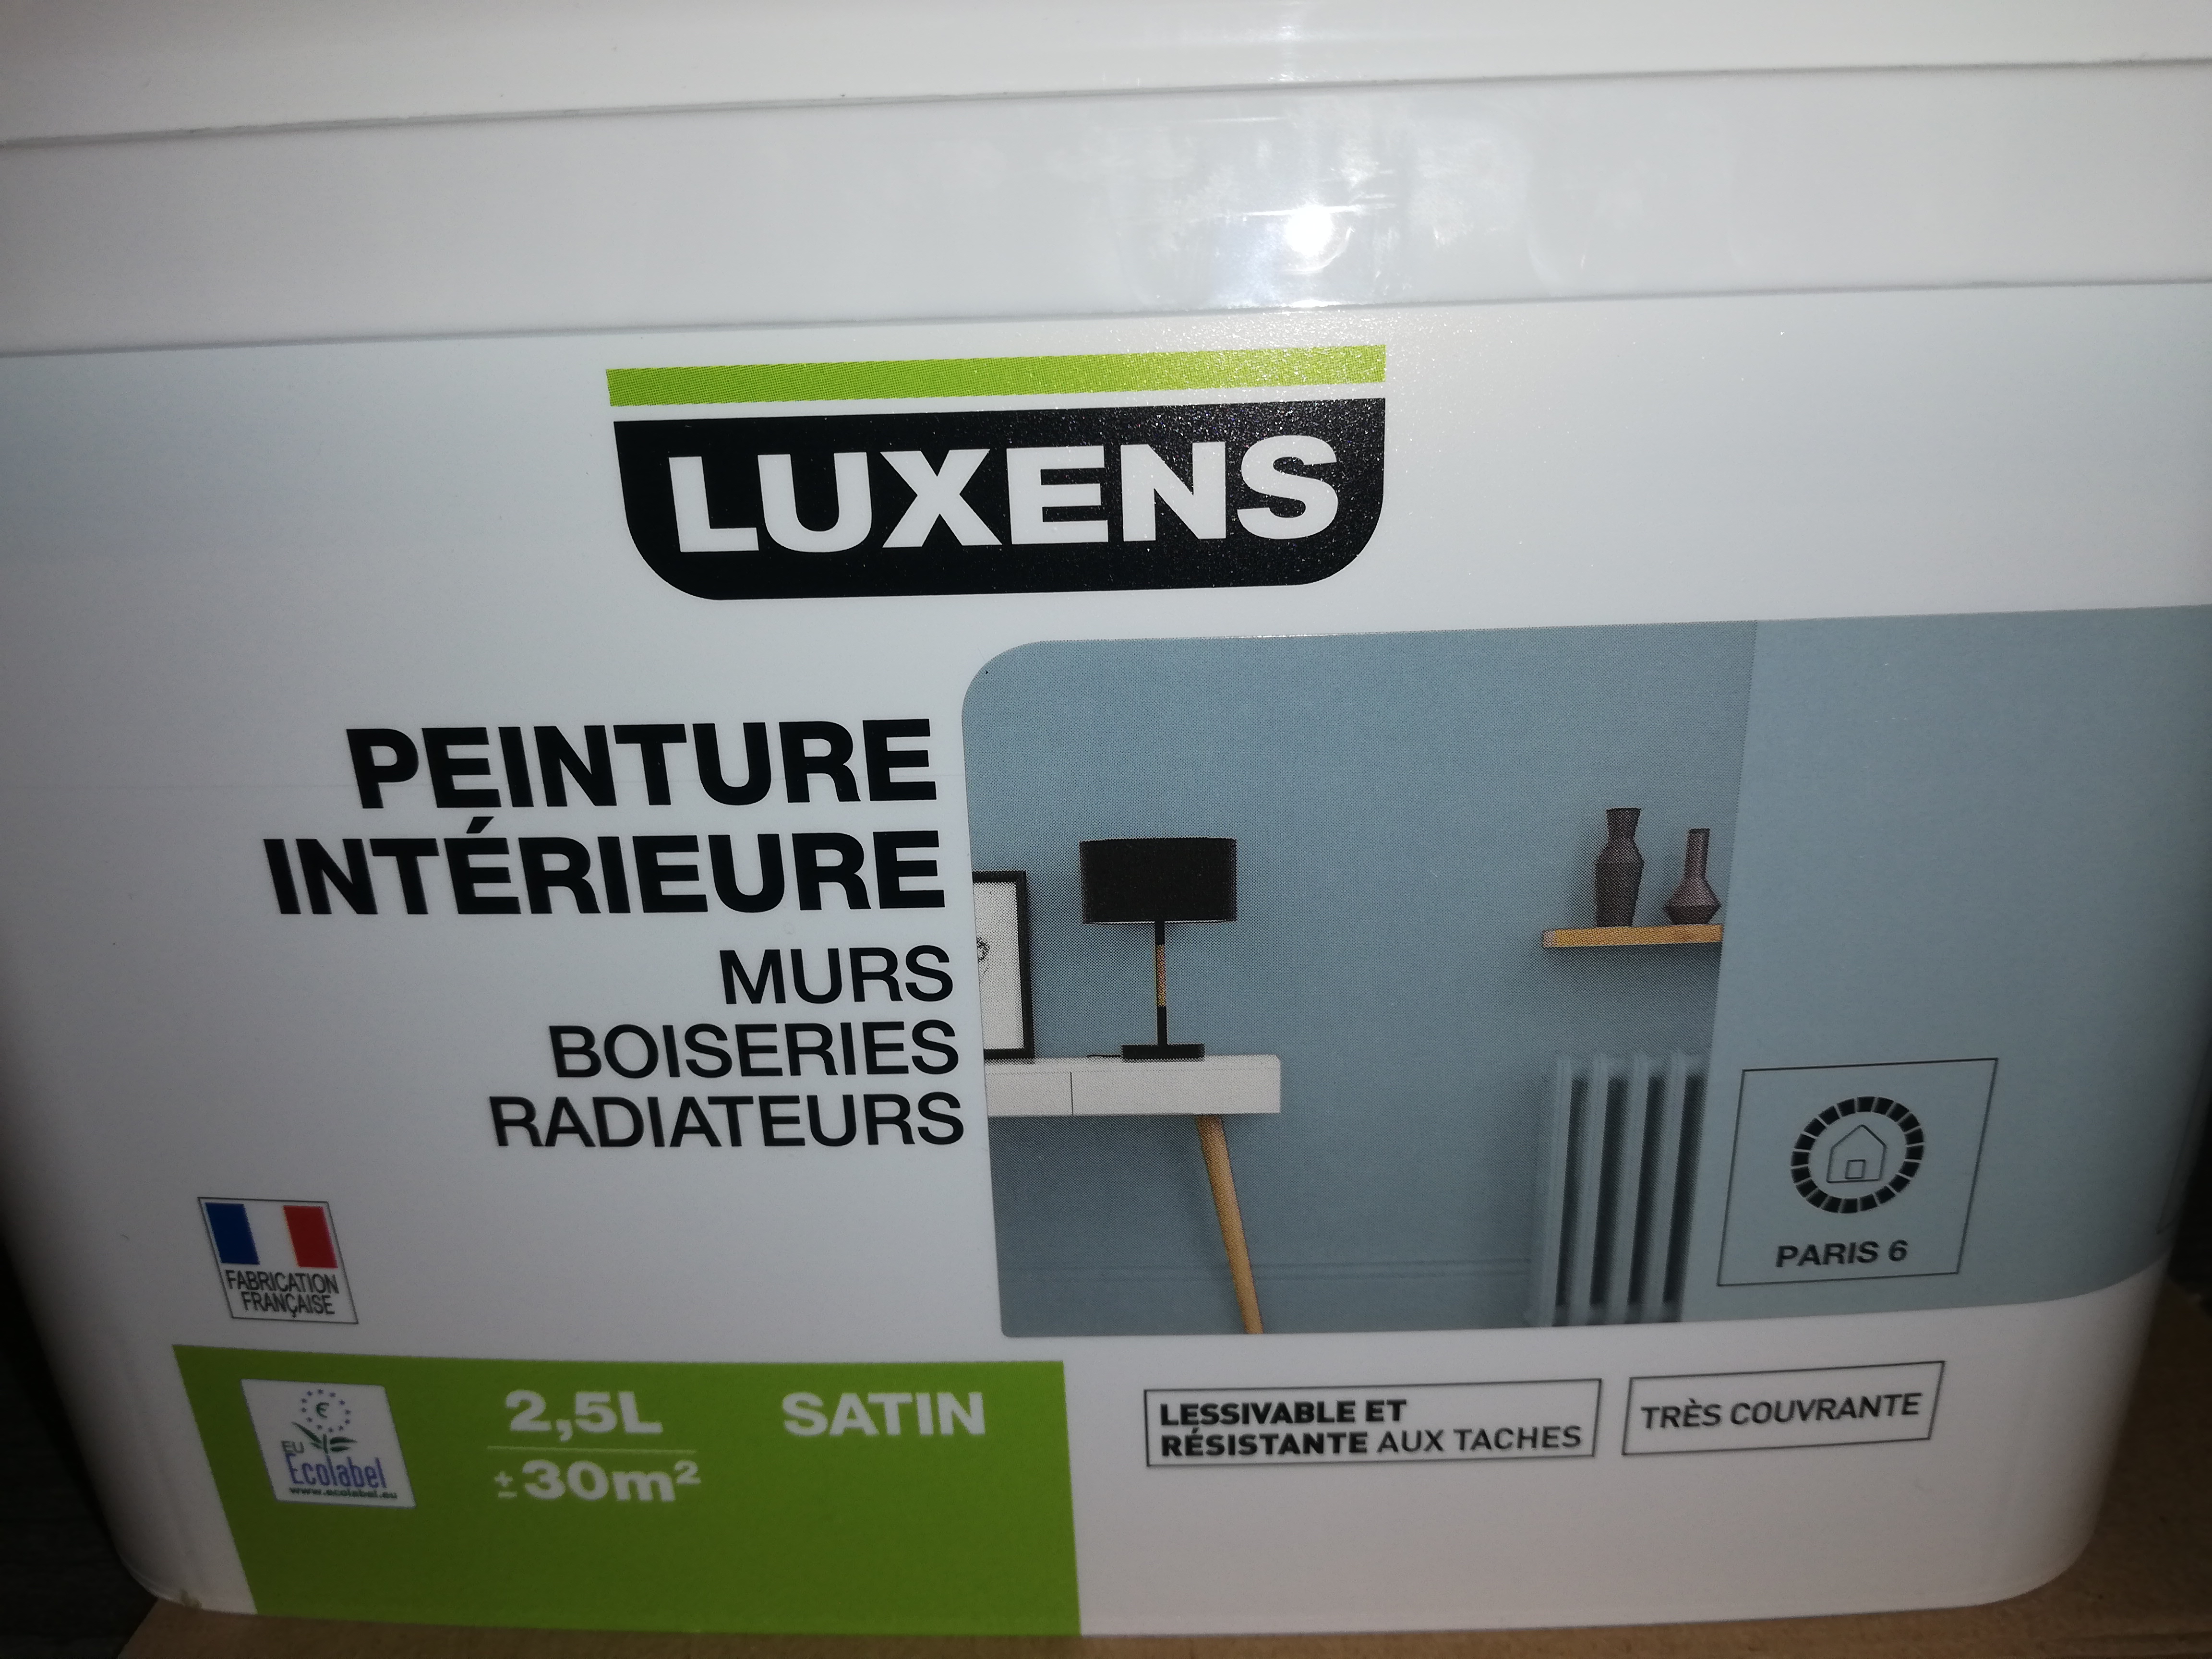 LUXENS
PEINTURE
INTÉRIEURE
MURS
BOISERIES
RADIATEURS
FABRICATION
FRANÇAISE
PARIS 6
EU
Ecolabel
www.ecolabel.eu
2,5L
±30m²
SATIN
LESSIVABLE ET
RÉSISTANTE AUX TACHES
TRÈS COUVRANTE